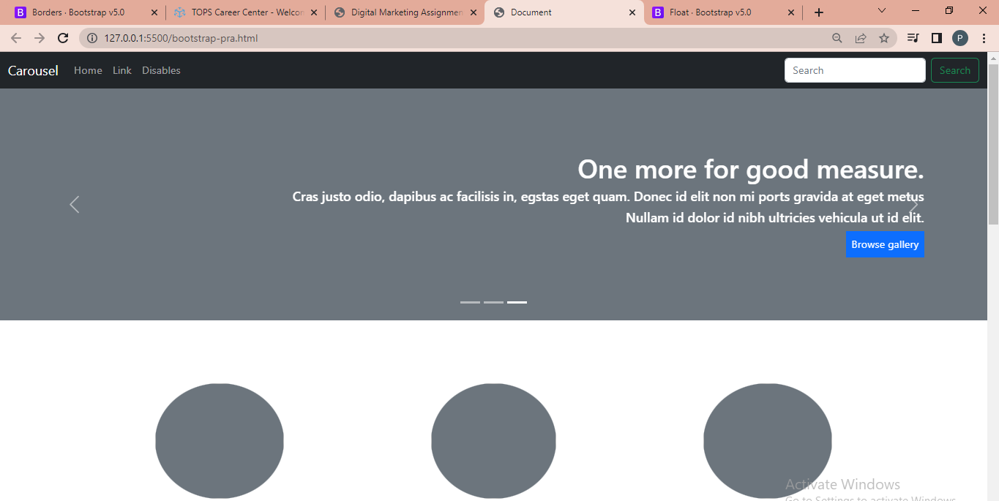 Borders · Bootstrap v5.0
TOPS Career Center - Welcon
Digital Marketing Assignmen
Document
Float · Bootstrap v5.0
127.0.0.1:5500/bootstrap-pra.html
P
Carousel Home Link Disables Search Search
One more for good measure.
Cras justo odio, dapibus ac facilisis in, egstas eget quam. Donec id elit non mi ports gravida at eget metus
Nullam id dolor id nibh ultricies vehicula ut id elit.
Browse gallery
Activate Windows
Go to Settings to activate Windows.